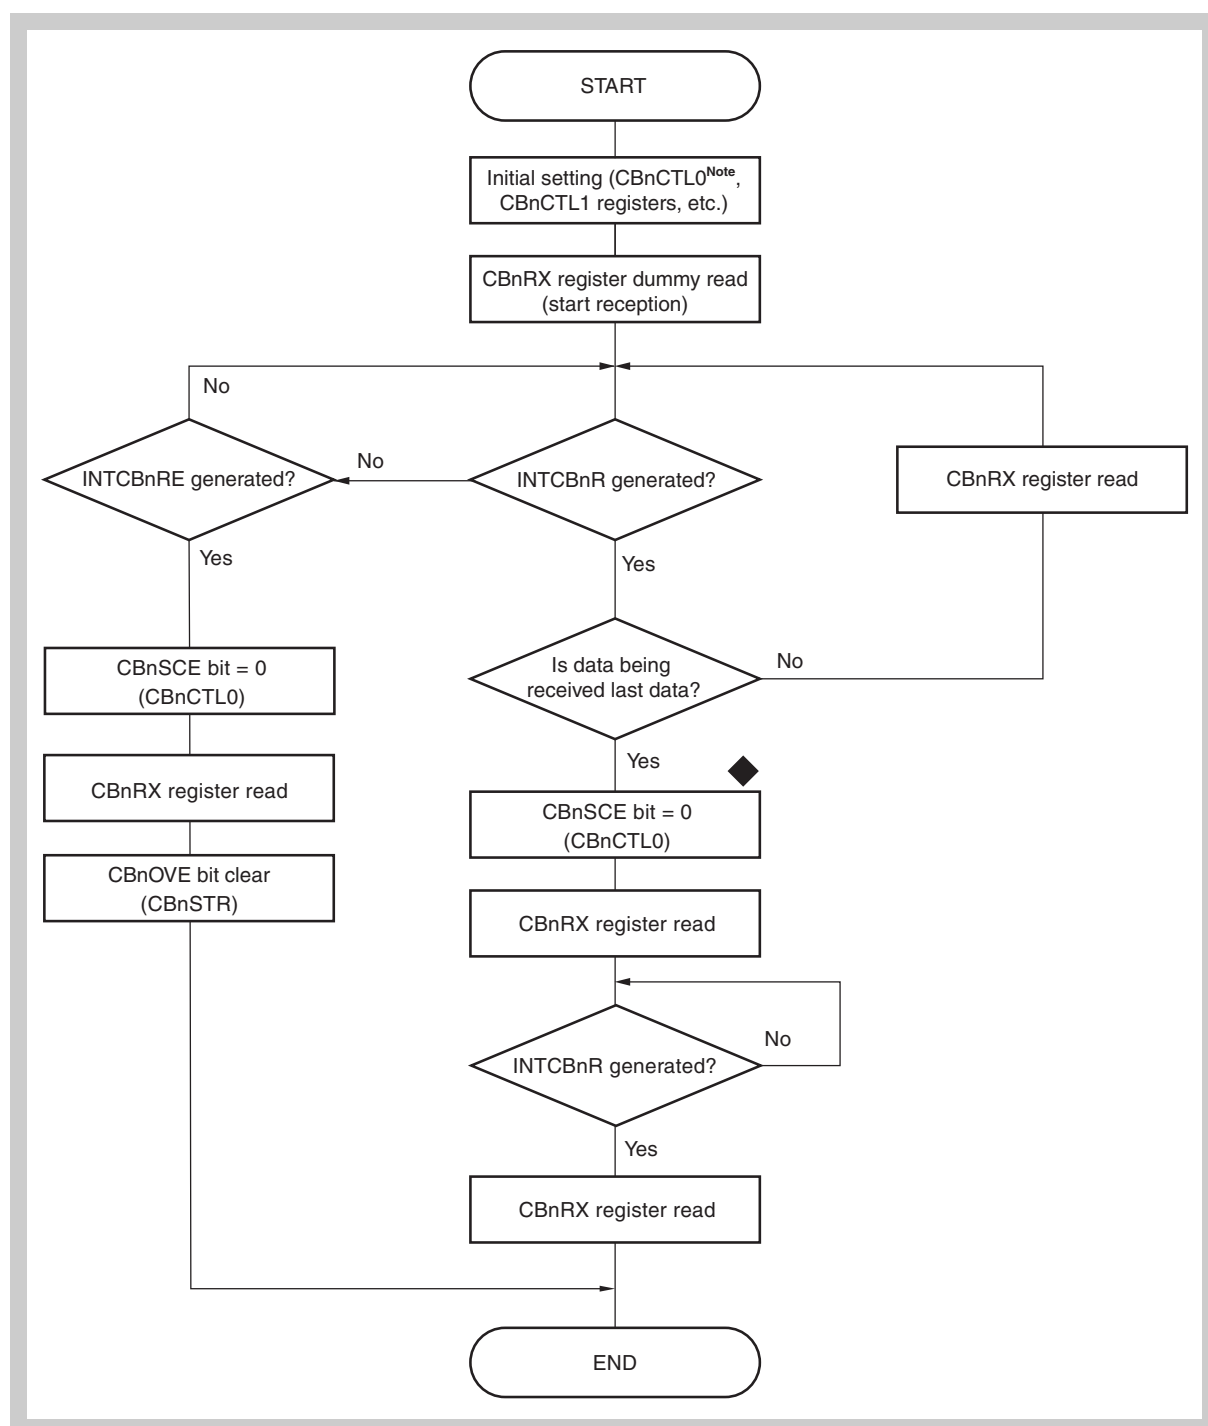 START
Initial setting (CBnCTL0Note,
CBnCTL1 registers, etc.)
CBnRX register dummy read
(start reception)
No
INTCBnRE generated?
No
INTCBnR generated?
CBnRX register read
Yes
Yes
Is data being
received last data?
No
CBnSCE bit = 0
(CBnCTL0)
Yes
CBnRX register read
CBnSCE bit = 0
(CBnCTL0)
CBnOVE bit clear
(CBnSTR)
CBnRX register read
INTCBnR generated?
No
Yes
CBnRX register read
END